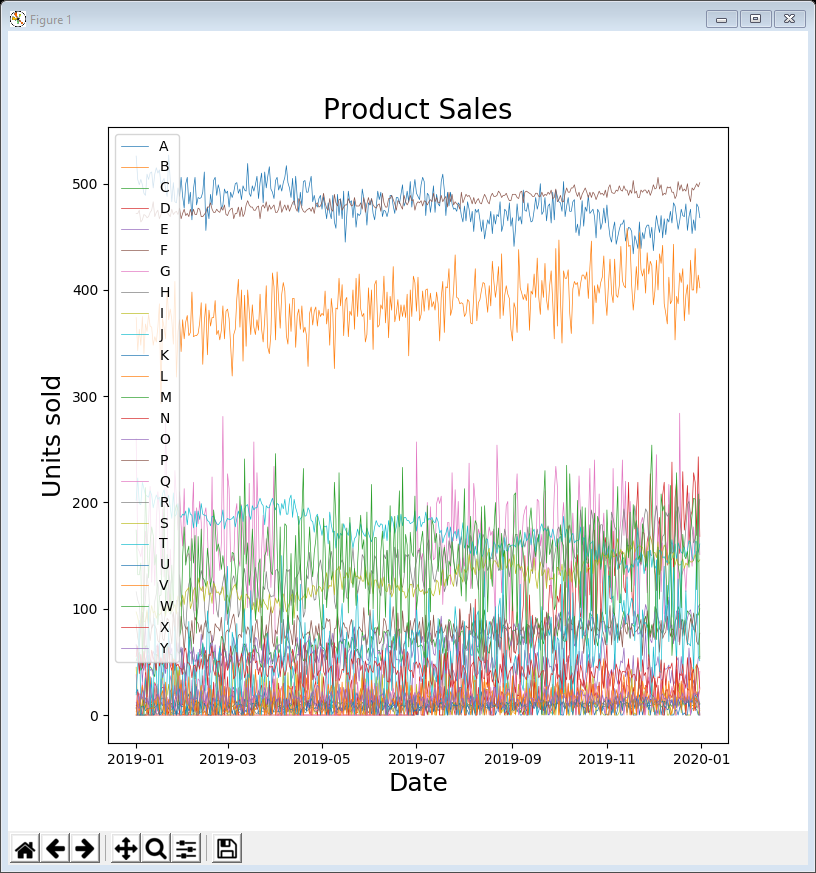 Figure 1
Product Sales
A
B
C
D
E
F
G
H
I
J
K
L
M
N
O
P
Q
R
S
T
U
V
W
X
Y
Units sold
500
400
300
200
100
0
2019-01 2019-03 2019-05 2019-07 2019-09 2019-11 2020-01
Date